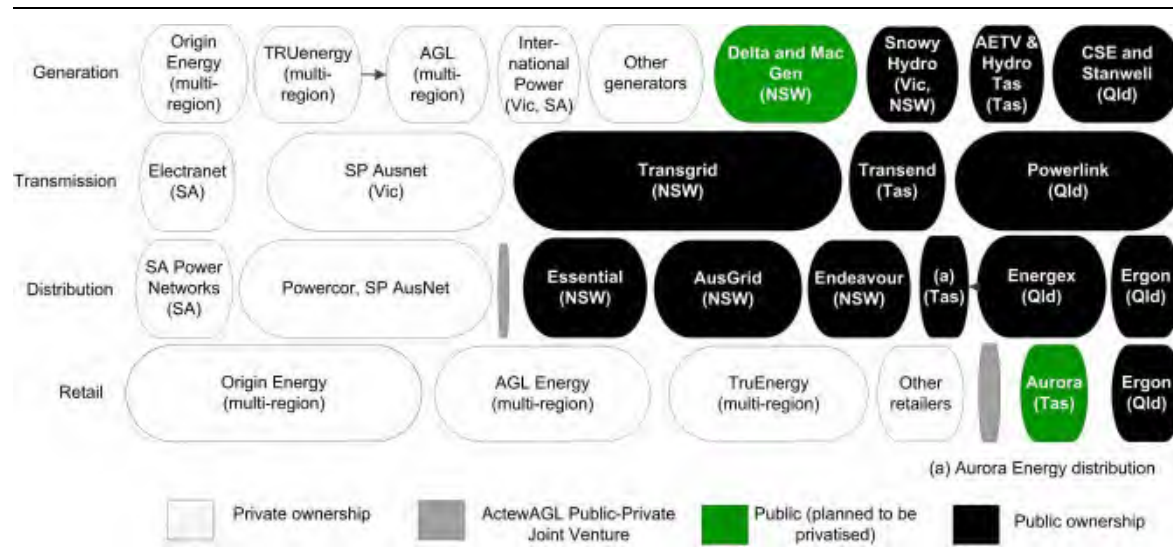 Generation
Origin
Energy
(multi-
region)
TRUenergy
(multi-
region)
AGL
(multi-
region)
Inter-
national
Power
(Vic, SA)
Other
generators
Delta and Mac
Gen
(NSW)
Snowy
Hydro
(Vic,
NSW)
AETV &
Hydro
Tas
(Tas)
CSE and
Stanwell
(Qld)
Transmission
Electranet
(SA)
SP Ausnet
(Vic)
Transgrid
(NSW)
Transend
(Tas)
Powerlink
(Qld)
Distribution
SA Power
Networks
(SA)
Powercor, SP AusNet
Essential
(NSW)
AusGrid
(NSW)
Endeavour
(NSW)
(a)
(Tas)
Energex
(Qld)
Ergon
(Qld)
Retail
Origin Energy
(multi-region)
AGL Energy
(multi-region)
TruEnergy
(multi-region)
Other
retailers
Aurora
(Tas)
Ergon
(Qld)
(a) Aurora Energy distribution
Private ownership
ActewAGL Public-Private
Joint Venture
Public (planned to be
privatised)
Public ownership